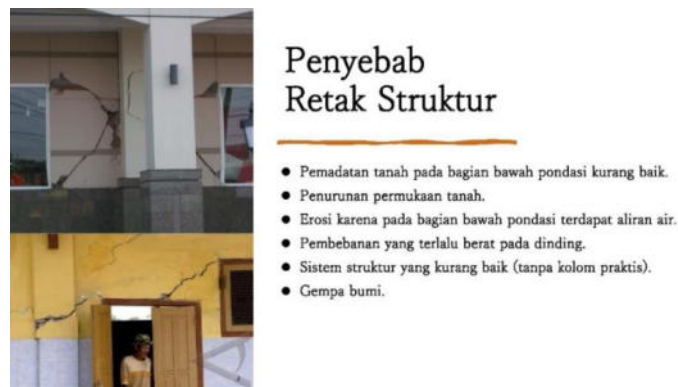 Penyebab
Retak Struktur
● Pemadatan tanah pada bagian bawah pondasi kurang baik.
● Penurunan permukaan tanah.
● Erosi karena pada bagian bawah pondasi terdapat aliran air.
● Pembebanan yang terlalu berat pada dinding.
● Sistem struktur yang kurang baik (tanpa kolom praktis).
● Gempa bumi.